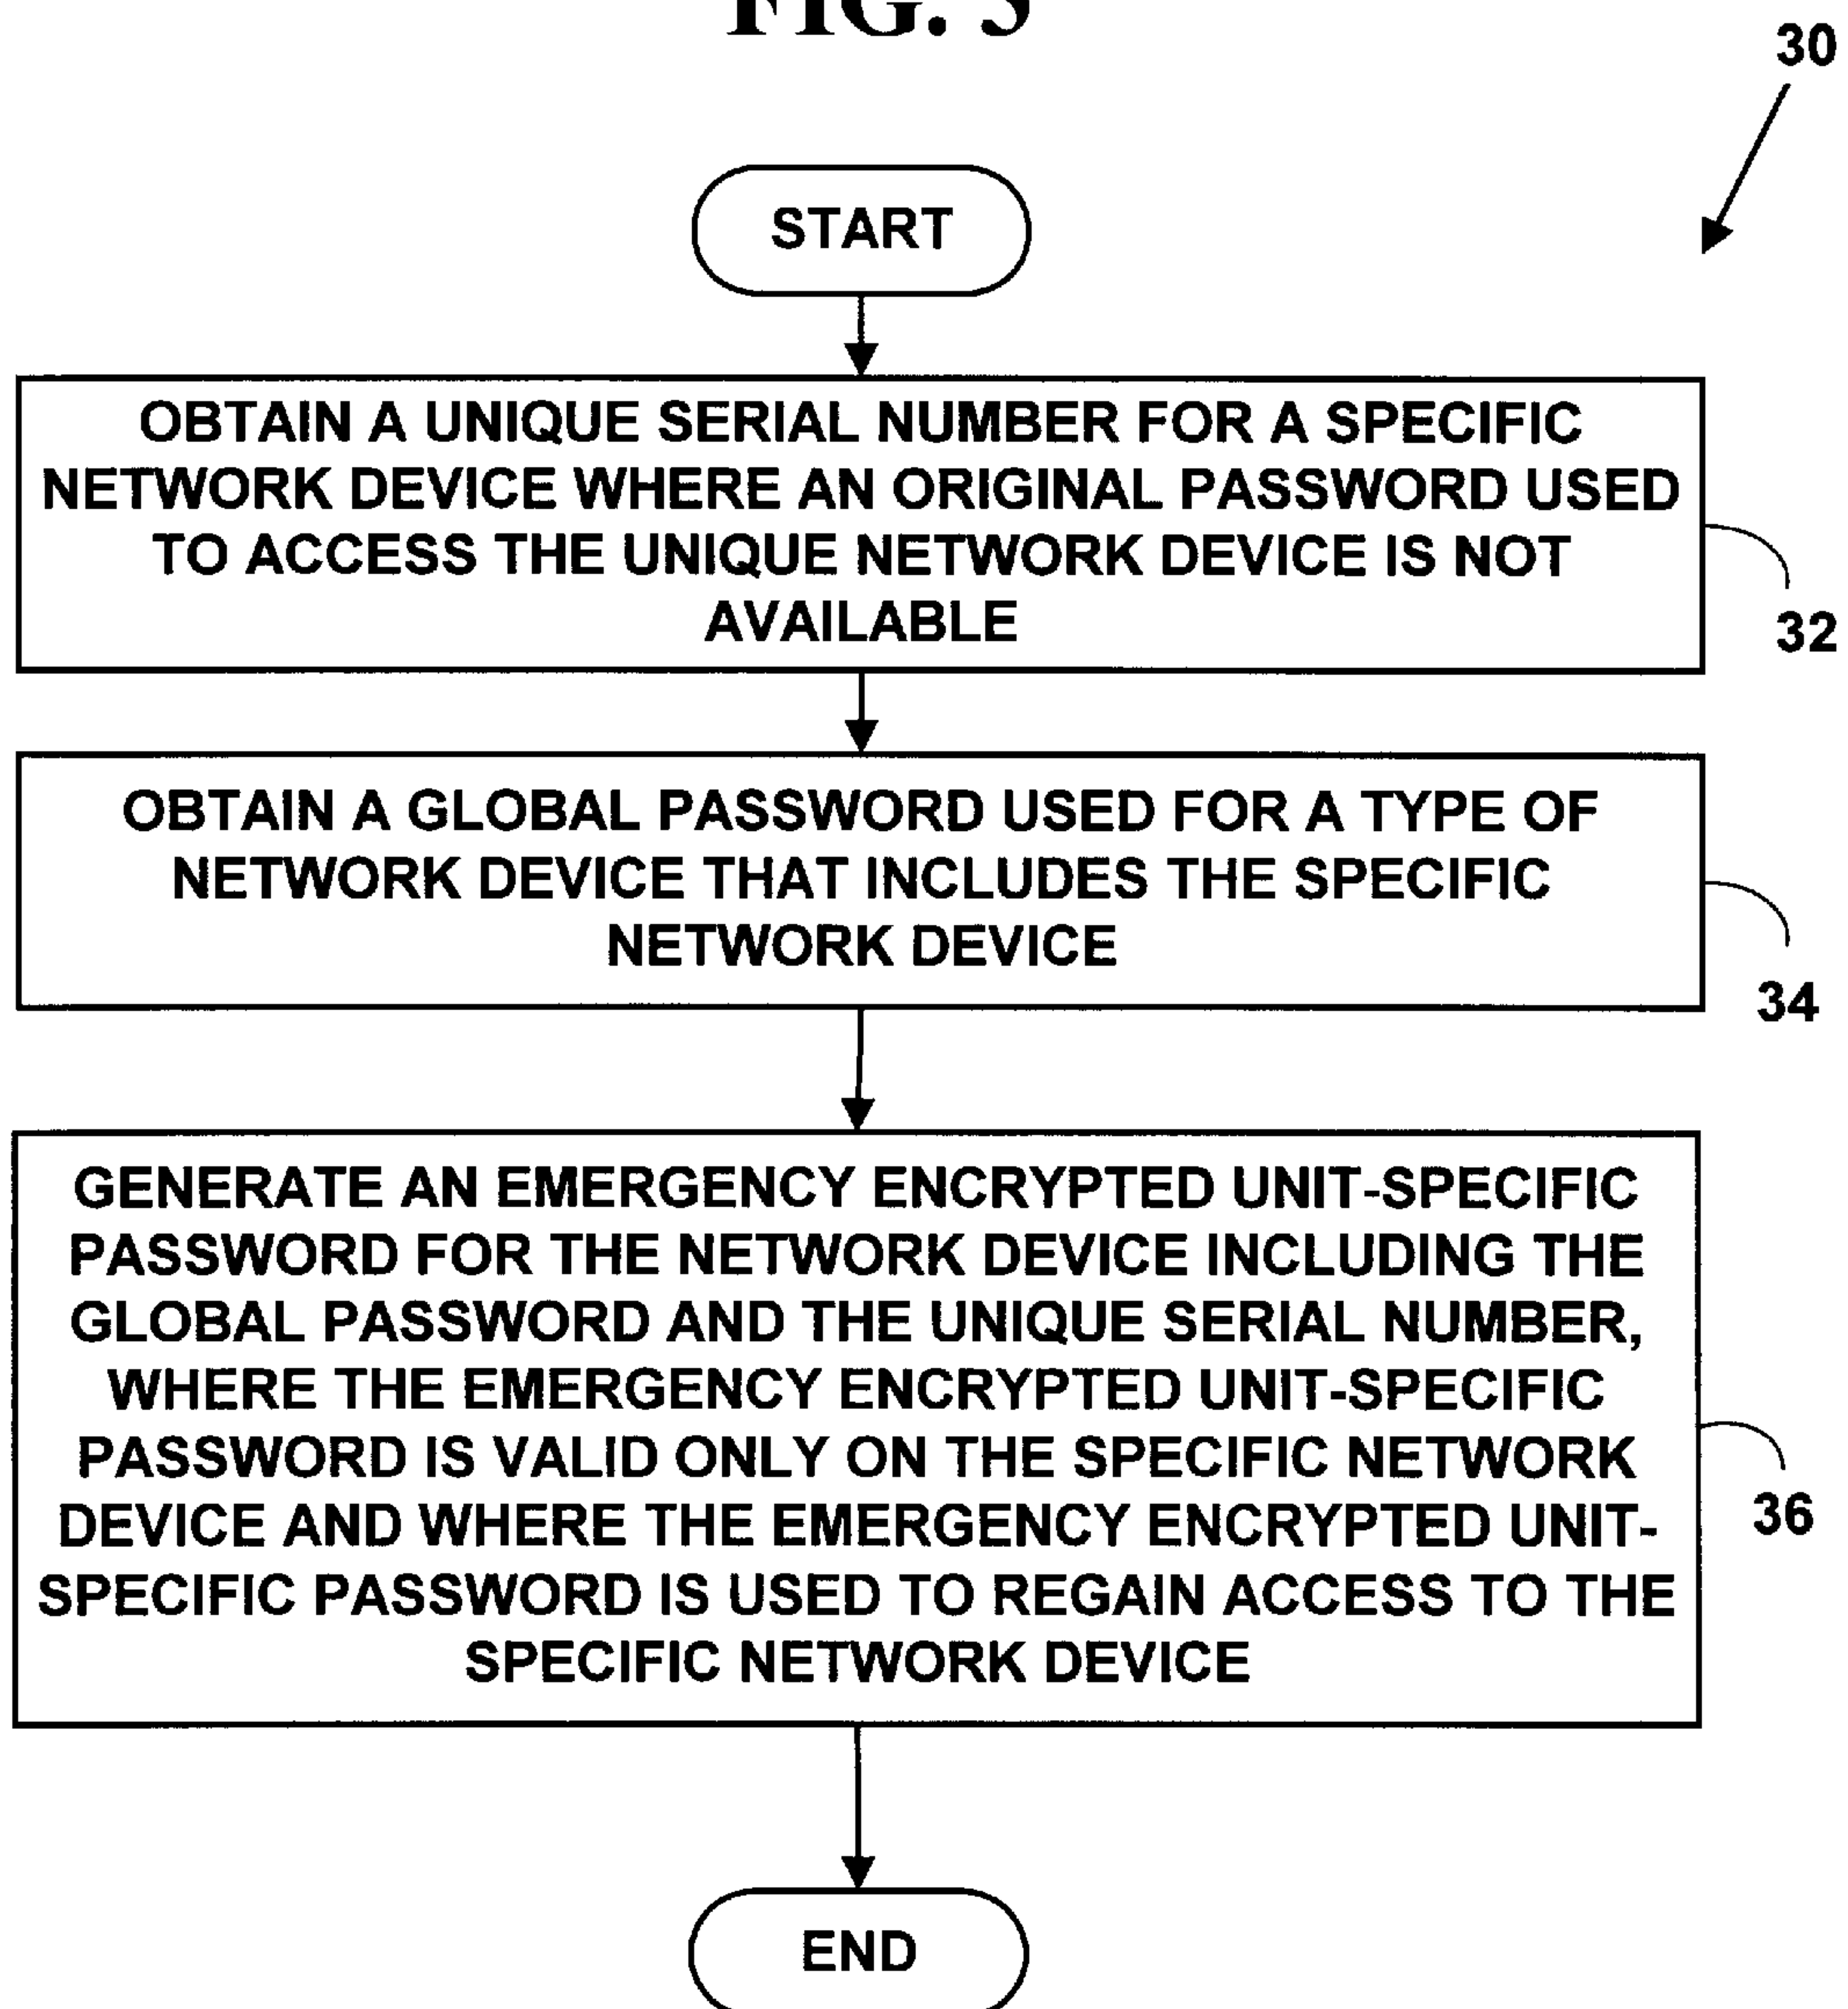 FIG. 3
30
START
OBTAIN A UNIQUE SERIAL NUMBER FOR A SPECIFIC
NETWORK DEVICE WHERE AN ORIGINAL PASSWORD USED
TO ACCESS THE UNIQUE NETWORK DEVICE IS NOT
AVAILABLE
32
OBTAIN A GLOBAL PASSWORD USED FOR A TYPE OF
NETWORK DEVICE THAT INCLUDES THE SPECIFIC
NETWORK DEVICE
34
GENERATE AN EMERGENCY ENCRYPTED UNIT-SPECIFIC
PASSWORD FOR THE NETWORK DEVICE INCLUDING THE
GLOBAL PASSWORD AND THE UNIQUE SERIAL NUMBER,
WHERE THE EMERGENCY ENCRYPTED UNIT-SPECIFIC
PASSWORD IS VALID ONLY ON THE SPECIFIC NETWORK
DEVICE AND WHERE THE EMERGENCY ENCRYPTED UNIT-
SPECIFIC PASSWORD IS USED TO REGAIN ACCESS TO THE
SPECIFIC NETWORK DEVICE
36
END